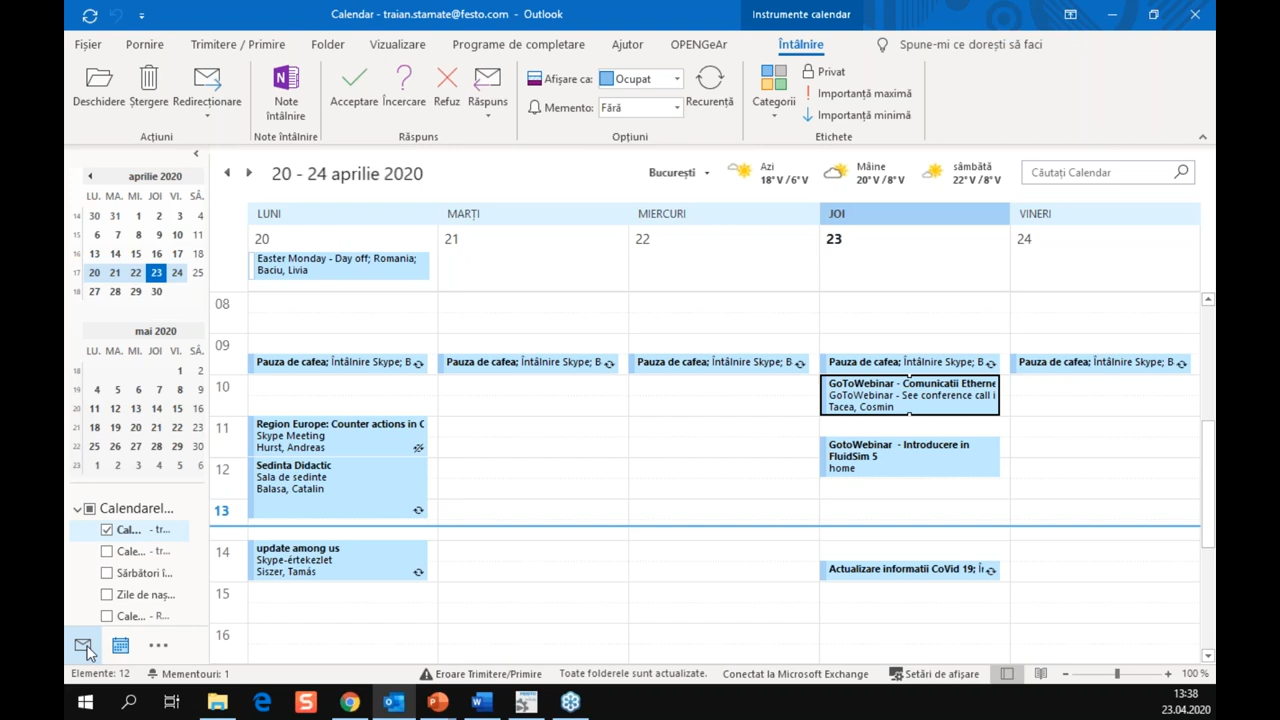 Calendar - traian.stamate@festo.com - Outlook
Instrumente calendar
Fișier Pornire Trimitere / Primire Folder Vizualizare Programe de completare Ajutor OPENGeAr Întâlnire Spune-mi ce dorești să faci
Deschidere Ștergere Redirecționare
Acțiuni
Note întâlnire
Note întâlnire
Acceptare Încercare Refuz Răspuns
Răspuns
Afișare ca: Ocupat
Memento: Fără
Recurență
Opțiuni
Categorii
Privat
Importanță maximă
Importanță minimă
Etichete
aprilie 2020
LU. MA. MI. JOI VI. SÂ.
14 30 31 1 2 3 4
15 6 7 8 9 10 11
16 13 14 15 16 17 18
17 20 21 22 23 24 25
18 27 28 29 30
mai 2020
LU. MA. MI. JOI VI. SÂ.
18 1 2
19 4 5 6 7 8 9
20 11 12 13 14 15 16
21 18 19 20 21 22 23
22 25 26 27 28 29 30
23 1 2 3 4 5 6
Calendarel...
Cal... - tr...
Cale... - tr...
Sărbători î...
Zile de naș...
Cale... - R...
20 - 24 aprilie 2020
București
Azi
18° V / 6° V
Mâine
20° V / 8° V
sâmbătă
22° V / 8° V
Căutați Calendar
LUNI MARȚI MIERCURI JOI VINERI
20 21 22 23 24
Easter Monday - Day off; Romania;
Baciu, Livia
08
09
Pauza de cafea; Întâlnire Skype; B
Pauza de cafea; Întâlnire Skype; B
Pauza de cafea; Întâlnire Skype; B
Pauza de cafea; Întâlnire Skype; B
Pauza de cafea; Întâlnire Skype; B
10
GoToWebinar - Comunicatii Etherne
GoToWebinar - See conference call i
Tacea, Cosmin
11
Region Europe: Counter actions in C
Skype Meeting
Hurst, Andreas
GotoWebinar - Introducere in
FluidSim 5
home
12
Sedinta Didactic
Sala de sedinte
Balasa, Catalin
13
14
update among us
Skype-értekezlet
Siszer, Tamás
Actualizare informatii CoVid 19; Î
15
16
Elemente: 12 Mementouri: 1 Eroare Trimitere/Primire Toate folderele sunt actualizate. Conectat la Microsoft Exchange Setări de afișare 100 %
13:38
23.04.2020